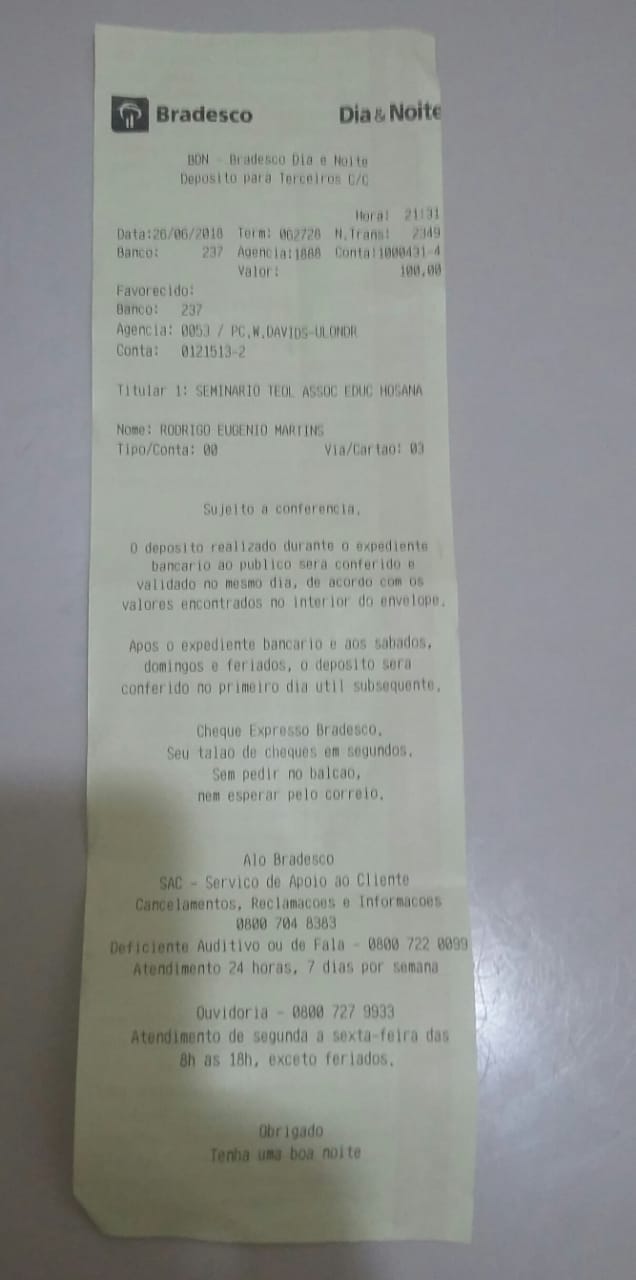 Bradesco Dia&Noite
BDN - Bradesco Dia e Noite
Deposito para Terceiros C/C
Hora: 21:31
Data:26/06/2018 Term: 062728 N.Trans: 2349
Banco: 237 Agencia:1888 Conta:1000431-4
Valor: 100,00
Favorecido:
Banco: 237
Agencia: 0053 / PC.W.DAVIDS-ULONDR
Conta: 0121513-2
Titular 1: SEMINARIO TEOL ASSOC EDUC HOSANA
Nome: RODRIGO EUGENIO MARTINS
Tipo/Conta: 00 Via/Cartao: 03
Sujeito a conferencia.
O deposito realizado durante o expediente
bancario ao publico sera conferido e
validado no mesmo dia, de acordo com os
valores encontrados no interior do envelope.
Apos o expediente bancario e aos sabados,
domingos e feriados, o deposito sera
conferido no primeiro dia util subsequente.
Cheque Expresso Bradesco.
Seu talao de cheques em segundos.
Sem pedir no balcao,
nem esperar pelo correio.
Alo Bradesco
SAC - Servico de Apoio ao Cliente
Cancelamentos, Reclamacoes e Informacoes
0800 704 8383
Deficiente Auditivo ou de Fala - 0800 722 0099
Atendimento 24 horas, 7 dias por semana
Ouvidoria - 0800 727 9933
Atendimento de segunda a sexta-feira das
8h as 18h, exceto feriados.
Obrigado
Tenha uma boa noite